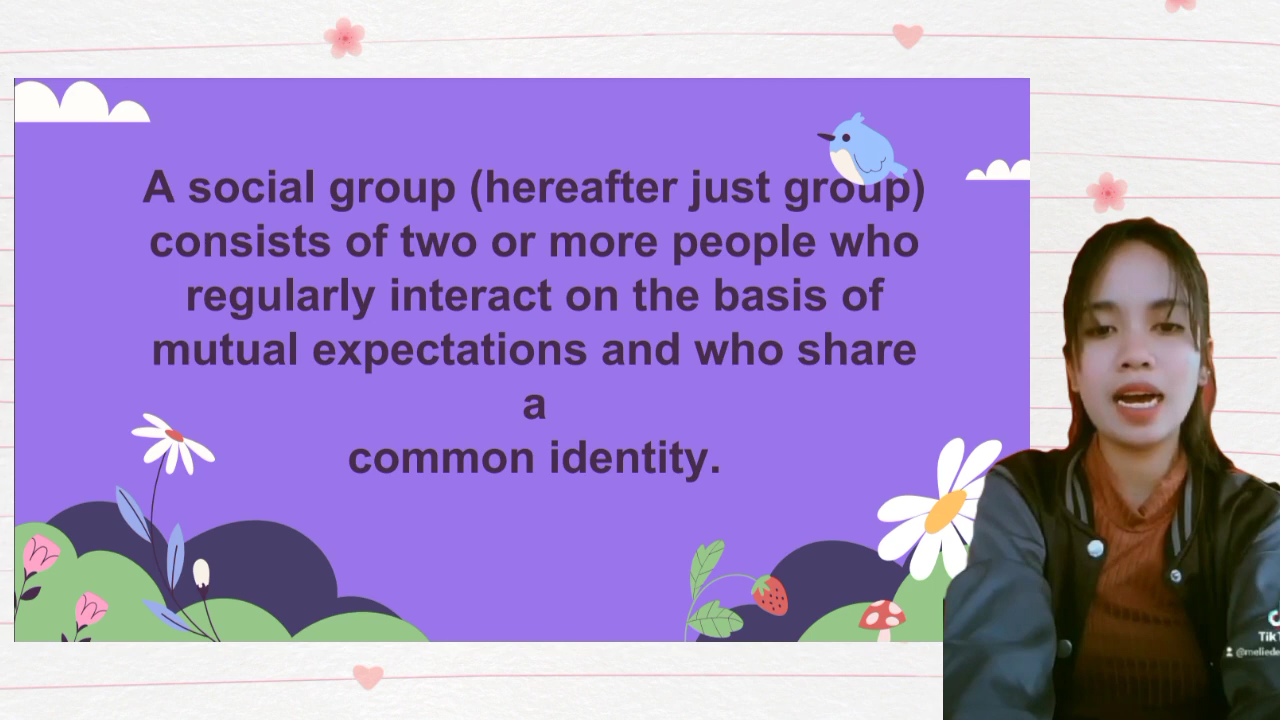 A social group (hereafter just group)
consists of two or more people who
regularly interact on the basis of
mutual expectations and who share
a
common identity.